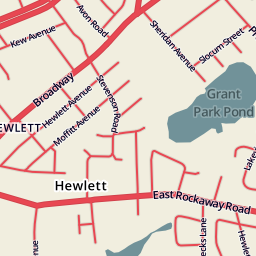 Avon Road
Kew Avenue
Sheridan Avenue
Slocum Street
Broadway
Stevenson Road
Hewlett Avenue
Moffitt Avenue
Grant
Park Pond
EWLETT
Hewlett
East Rockaway Road